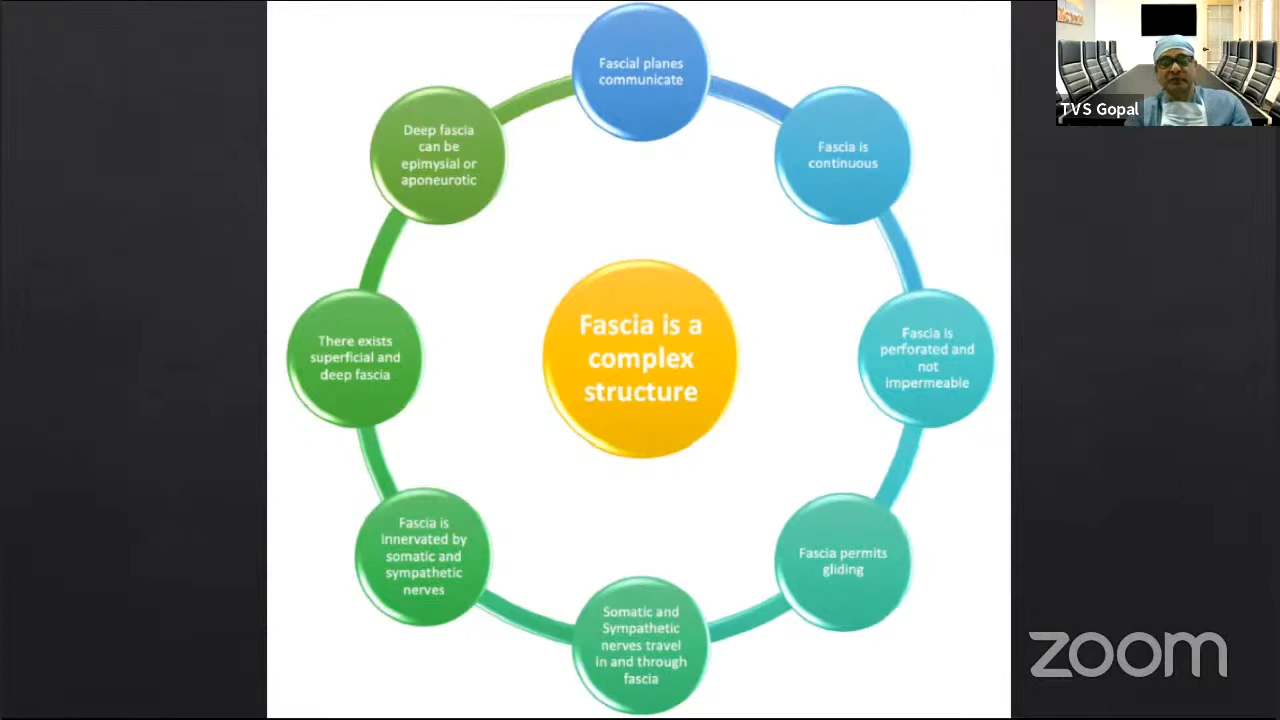 Fascial planes
communicate
Fascia is
continuous
Fascia is
perforated and
not
impermeable
Fascia permits
gliding
Somatic and
Sympathetic
nerves travel
in and through
fascia
Fascia is
innervated by
somatic and
sympathetic
nerves
There exists
superficial and
deep fascia
Deep fascia
can be
epimysial or
aponeurotic
Fascia is a
complex
structure
TVS Gopal
zoom